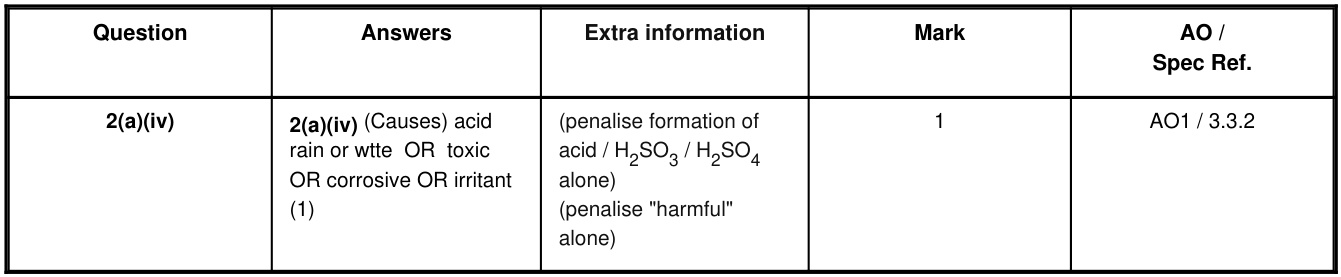 Question Answers Extra information Mark AO /
Spec Ref.
2(a)(iv) 2(a)(iv) (Causes) acid (penalise formation of 1 AO1 / 3.3.2
rain or wtte OR toxic acid / H2SO3 / H2SO4
OR corrosive OR irritant alone)
(1) (penalise "harmful"
alone)